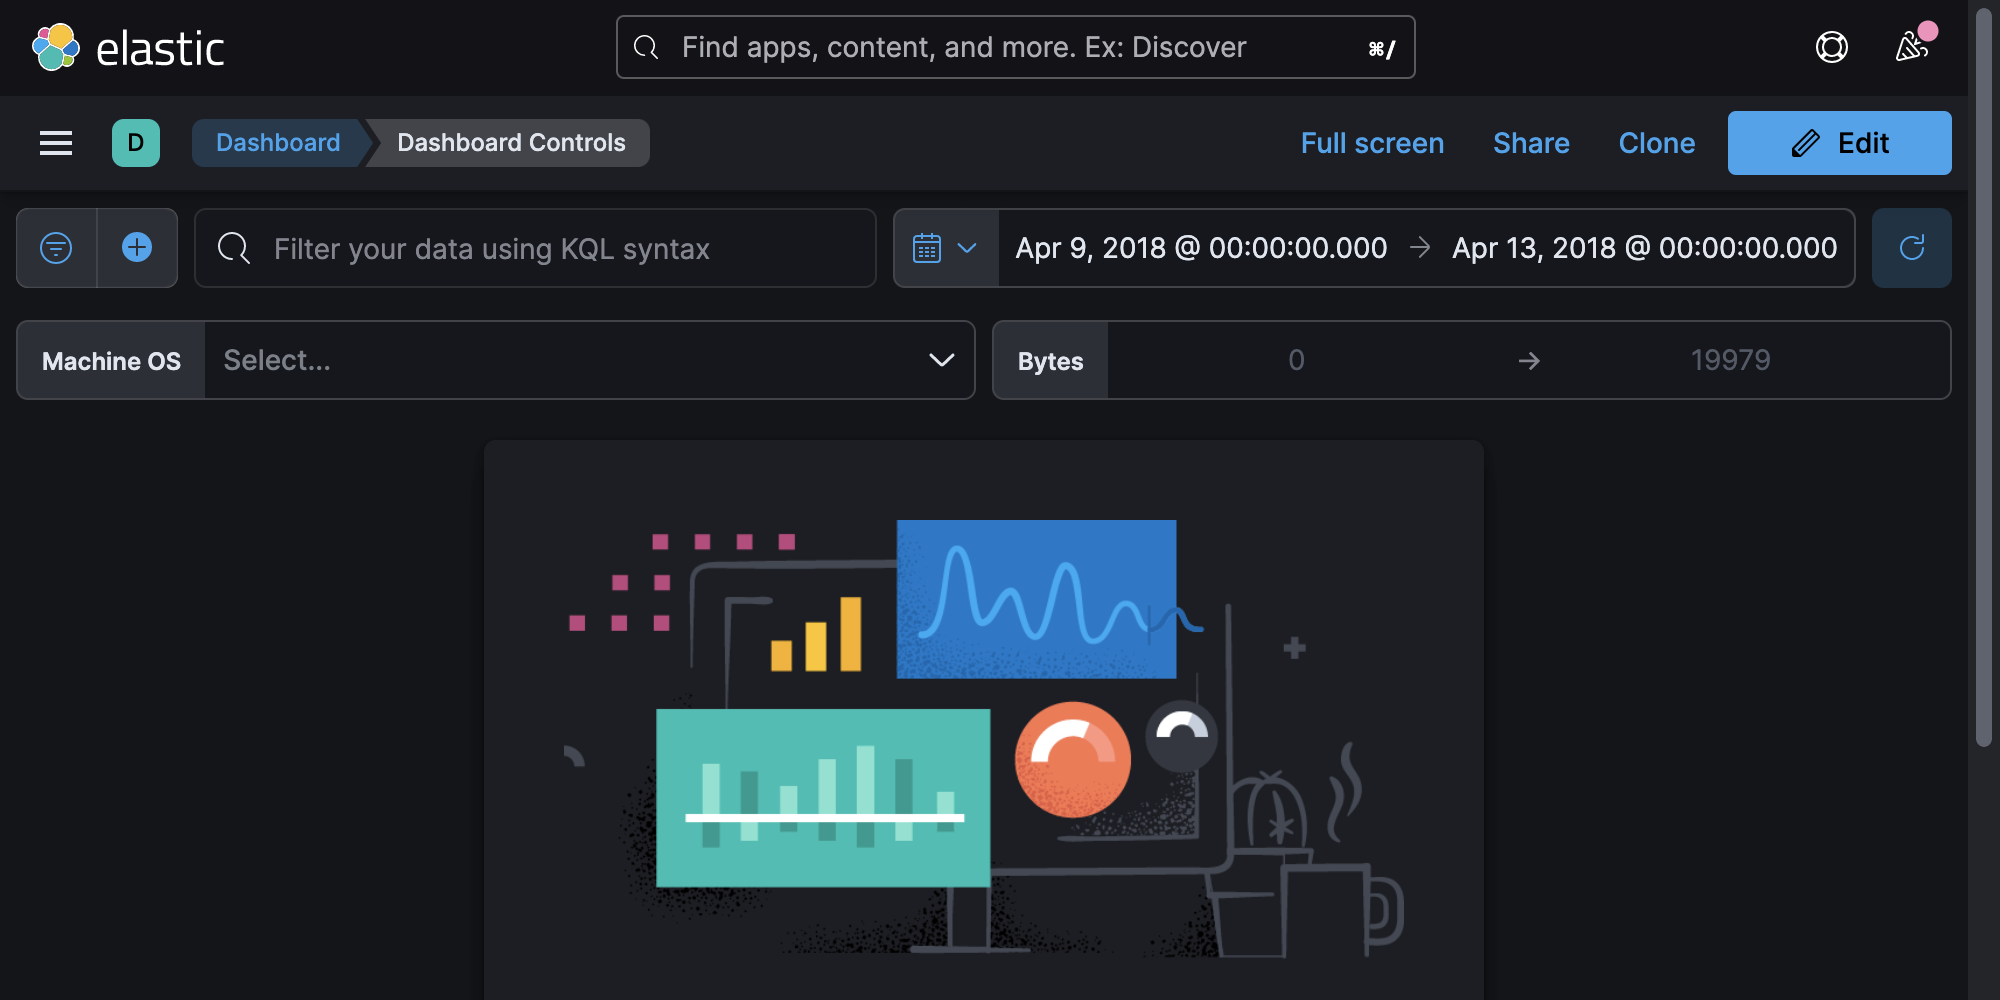 elastic
Find apps, content, and more. Ex: Discover
⌘/
D
Dashboard
Dashboard Controls
Full screen
Share
Clone
Edit
Filter your data using KQL syntax
Apr 9, 2018 @ 00:00:00.000 → Apr 13, 2018 @ 00:00:00.000
Machine OS
Select...
Bytes
0 → 19979